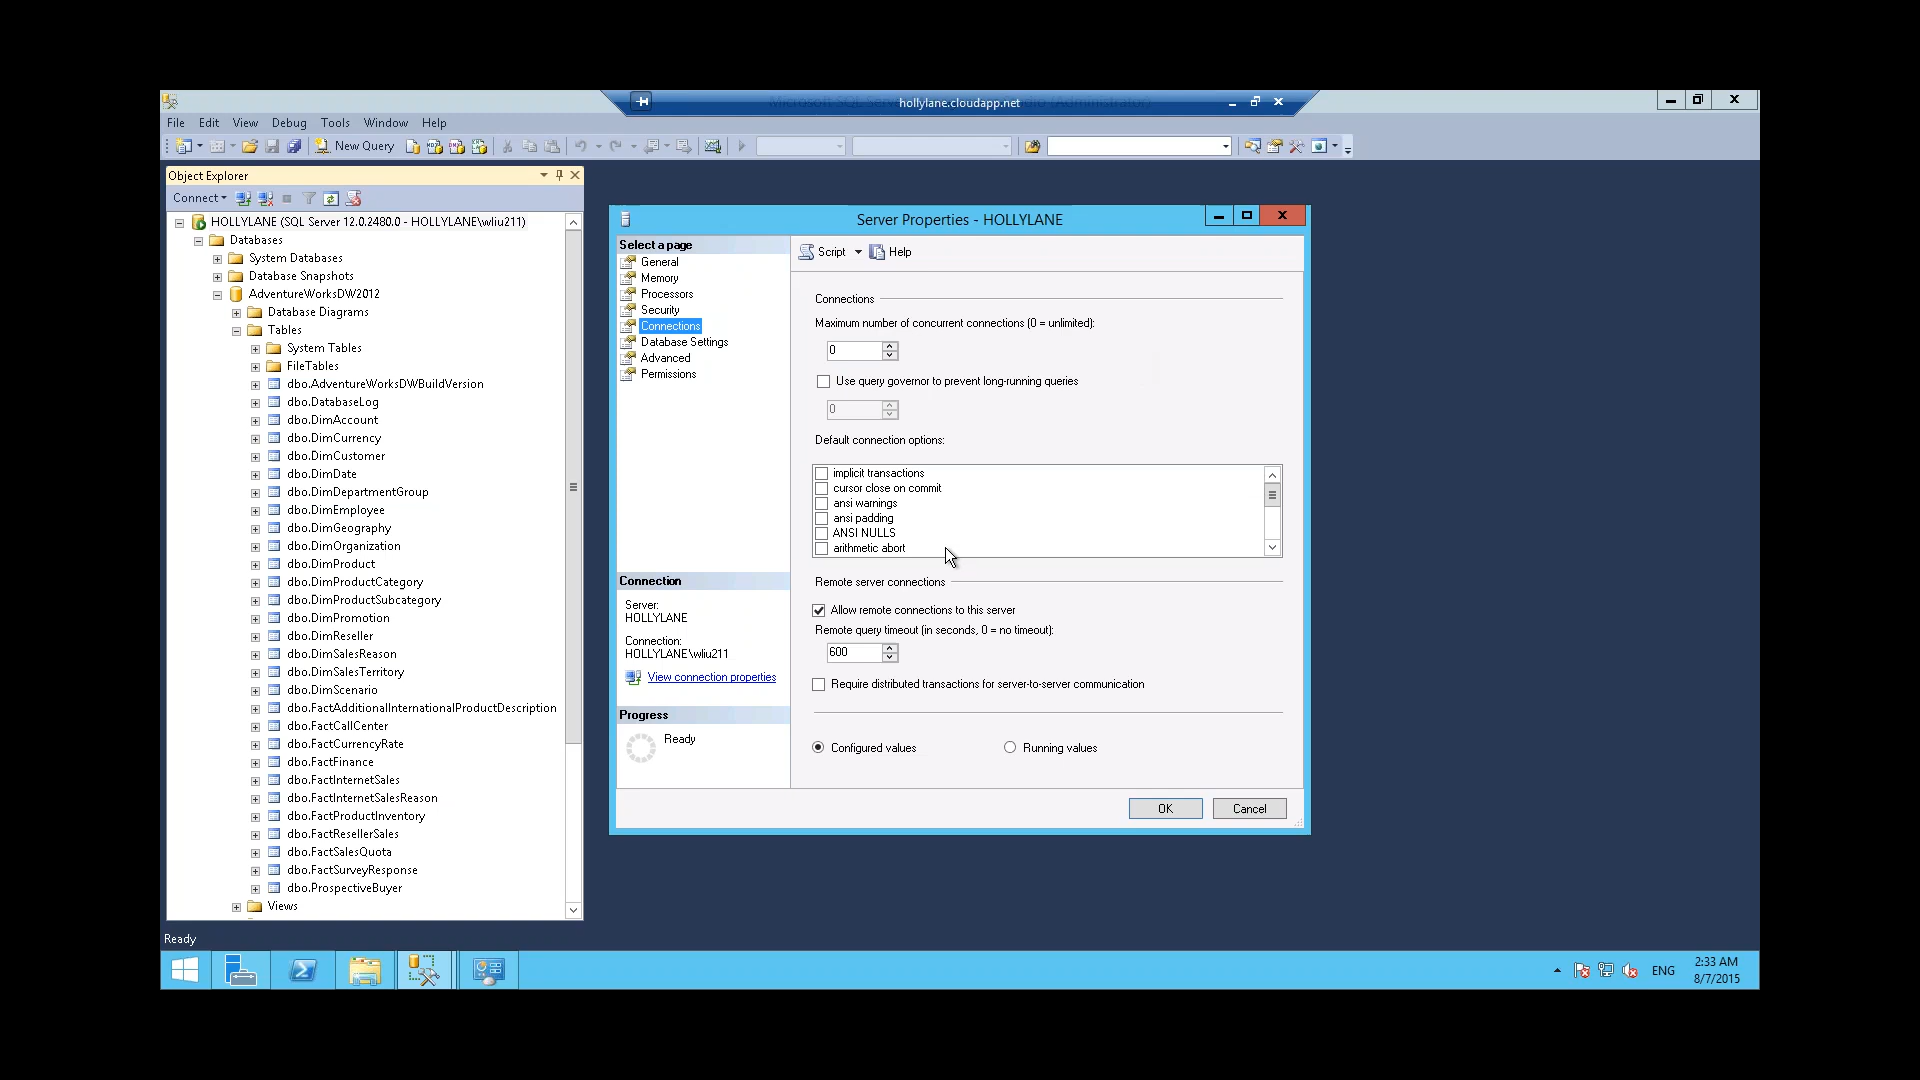 hollylane.cloudapp.net
File Edit View Debug Tools Window Help
New Query
Object Explorer
Connect
HOLLYLANE (SQL Server 12.0.2480.0 - HOLLYLANE\wliu211)
Databases
System Databases
Database Snapshots
AdventureWorksDW2012
Database Diagrams
Tables
System Tables
FileTables
dbo.AdventureWorksDWBuildVersion
dbo.DatabaseLog
dbo.DimAccount
dbo.DimCurrency
dbo.DimCustomer
dbo.DimDate
dbo.DimDepartmentGroup
dbo.DimEmployee
dbo.DimGeography
dbo.DimOrganization
dbo.DimProduct
dbo.DimProductCategory
dbo.DimProductSubcategory
dbo.DimPromotion
dbo.DimReseller
dbo.DimSalesReason
dbo.DimSalesTerritory
dbo.DimScenario
dbo.FactAdditionalInternationalProductDescription
dbo.FactCallCenter
dbo.FactCurrencyRate
dbo.FactFinance
dbo.FactInternetSales
dbo.FactInternetSalesReason
dbo.FactProductInventory
dbo.FactResellerSales
dbo.FactSalesQuota
dbo.FactSurveyResponse
dbo.ProspectiveBuyer
Views
Server Properties - HOLLYLANE
Select a page
General
Memory
Processors
Security
Connections
Database Settings
Advanced
Permissions
Connection
Server:
HOLLYLANE
Connection:
HOLLYLANE\wliu211
View connection properties
Progress
Ready
Script Help
Connections
Maximum number of concurrent connections (0 = unlimited):
0
Use query governor to prevent long-running queries
0
Default connection options:
implicit transactions
cursor close on commit
ansi warnings
ansi padding
ANSI NULLS
arithmetic abort
Remote server connections
Allow remote connections to this server
Remote query timeout (in seconds, 0 = no timeout):
600
Require distributed transactions for server-to-server communication
Configured values Running values
OK Cancel
Ready
ENG
2:33 AM
8/7/2015